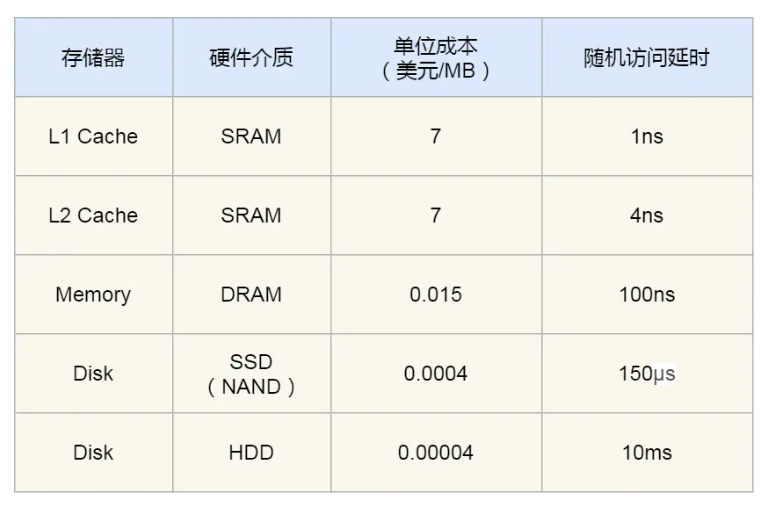 存储器 硬件介质 单位成本 随机访问延时
（美元/MB）
L1 Cache SRAM 7 1ns
L2 Cache SRAM 7 4ns
Memory DRAM 0.015 100ns
Disk SSD 0.0004 150μs
（NAND）
Disk HDD 0.00004 10ms